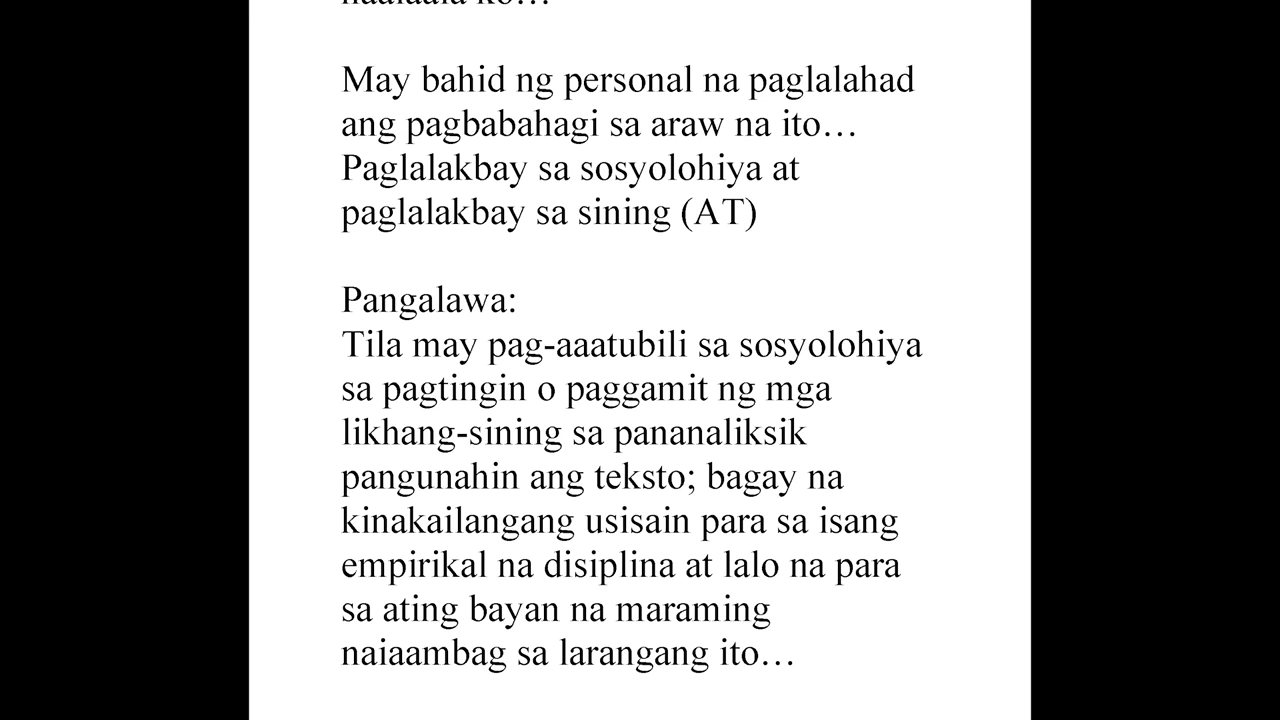 May bahid ng personal na paglalahad
ang pagbabahagi sa araw na ito…
Paglalakbay sa sosyolohiya at
paglalakbay sa sining (AT)
Pangalawa:
Tila may pag-aaatubili sa sosyolohiya
sa pagtingin o paggamit ng mga
likhang-sining sa pananaliksik
pangunahin ang teksto; bagay na
kinakailangang usisain para sa isang
empirikal na disiplina at lalo na para
sa ating bayan na maraming
naiaambag sa larangang ito…